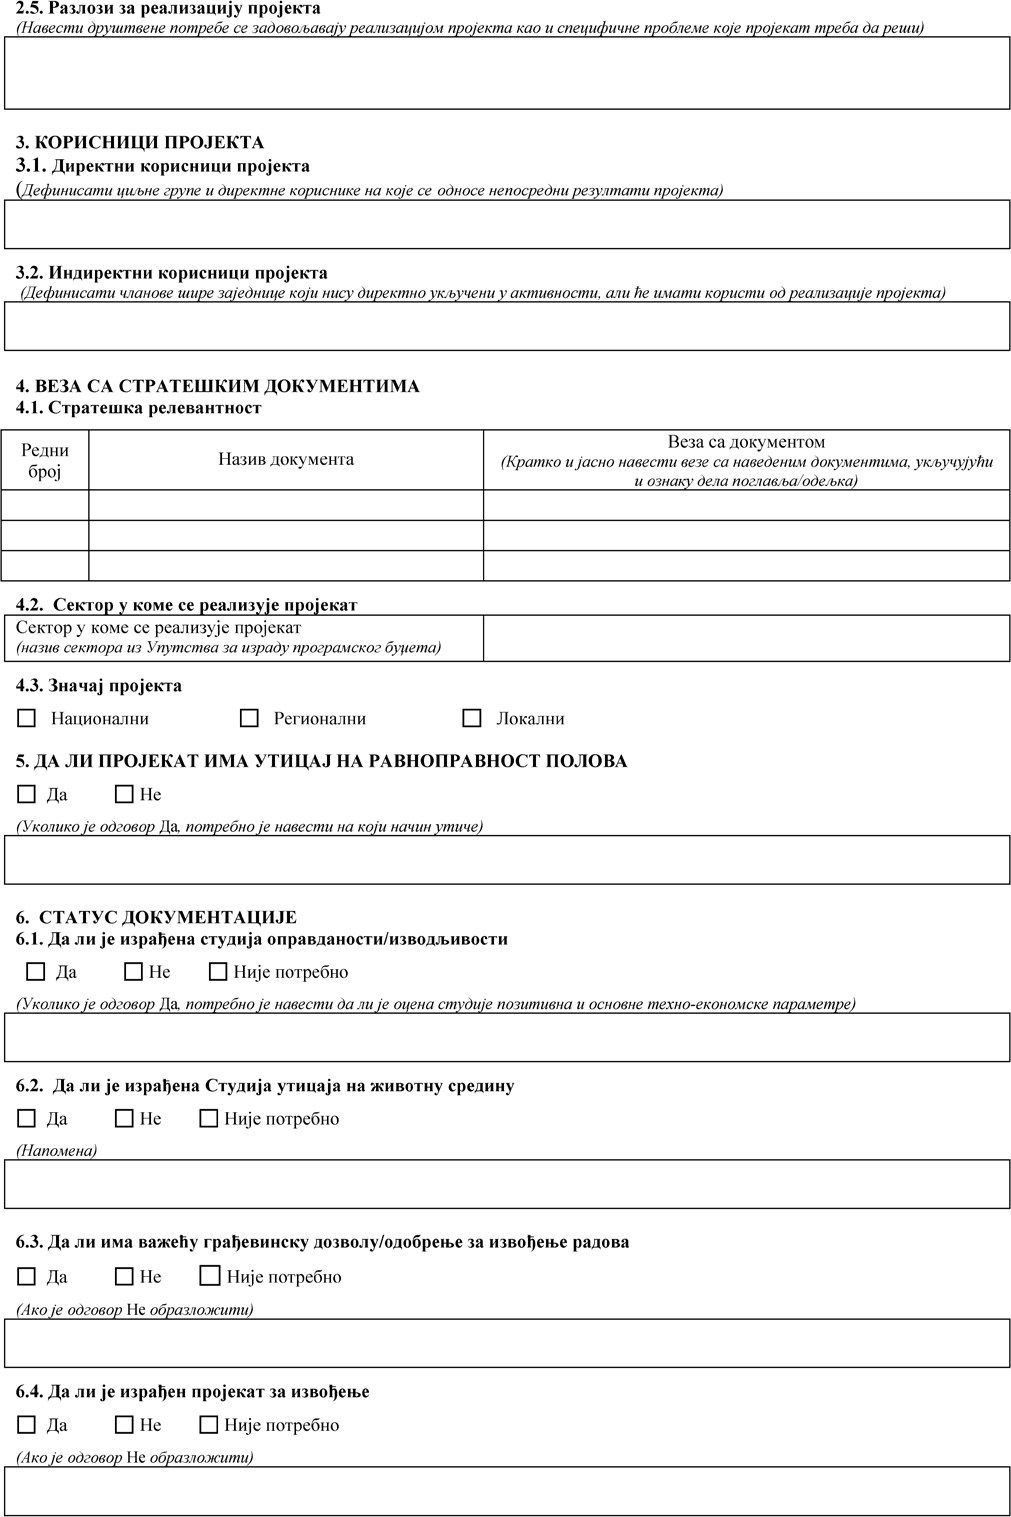 2.5. Разлози за реализацију пројекта
(Навести друштвене потребе се задовољавају реализацијом пројекта као и специфичне проблеме које пројекат треба да реши)
3. КОРИСНИЦИ ПРОЈЕКТА
3.1. Директни корисници пројекта
(Дефинисати циљне групе и директне кориснике на које се односе непосредни резултати пројекта)
3.2. Индиректни корисници пројекта
(Дефинисати чланове шире заједнице који нису директно укључени у активности, али ће имати користи од реализације пројекта)
4. ВЕЗА СА СТРАТЕШКИМ ДОКУМЕНТИМА
4.1. Стратешка релевантност
Редни
број
Назив документа
Веза са документом
(Кратко и јасно навести везе са наведеним документима, укључујући
и ознаку дела поглавља/одељка)
4.2. Сектор у коме се реализује пројекат
Сектор у коме се реализује пројекат
(назив сектора из Упутства за израду програмског буџета)
4.3. Значај пројекта
Национални Регионални Локални
5. ДА ЛИ ПРОЈЕКАТ ИМА УТИЦАЈ НА РАВНОПРАВНОСТ ПОЛОВА
Да Не
(Уколико је одговор Да, потребно је навести на који начин утиче)
6. СТАТУС ДОКУМЕНТАЦИЈЕ
6.1. Да ли је израђена студија оправданости/изводљивости
Да Не Није потребно
(Уколико је одговор Да, потребно је навести да ли је оцена студије позитивна и основне техно-економске параметре)
6.2. Да ли је израђена Студија утицаја на животну средину
Да Не Није потребно
(Напомена)
6.3. Да ли има важећу грађевинску дозволу/одобрење за извођење радова
Да Не Није потребно
(Ако је одговор Не образложити)
6.4. Да ли је израђен пројекат за извођење
Да Не Није потребно
(Ако је одговор Не образложити)